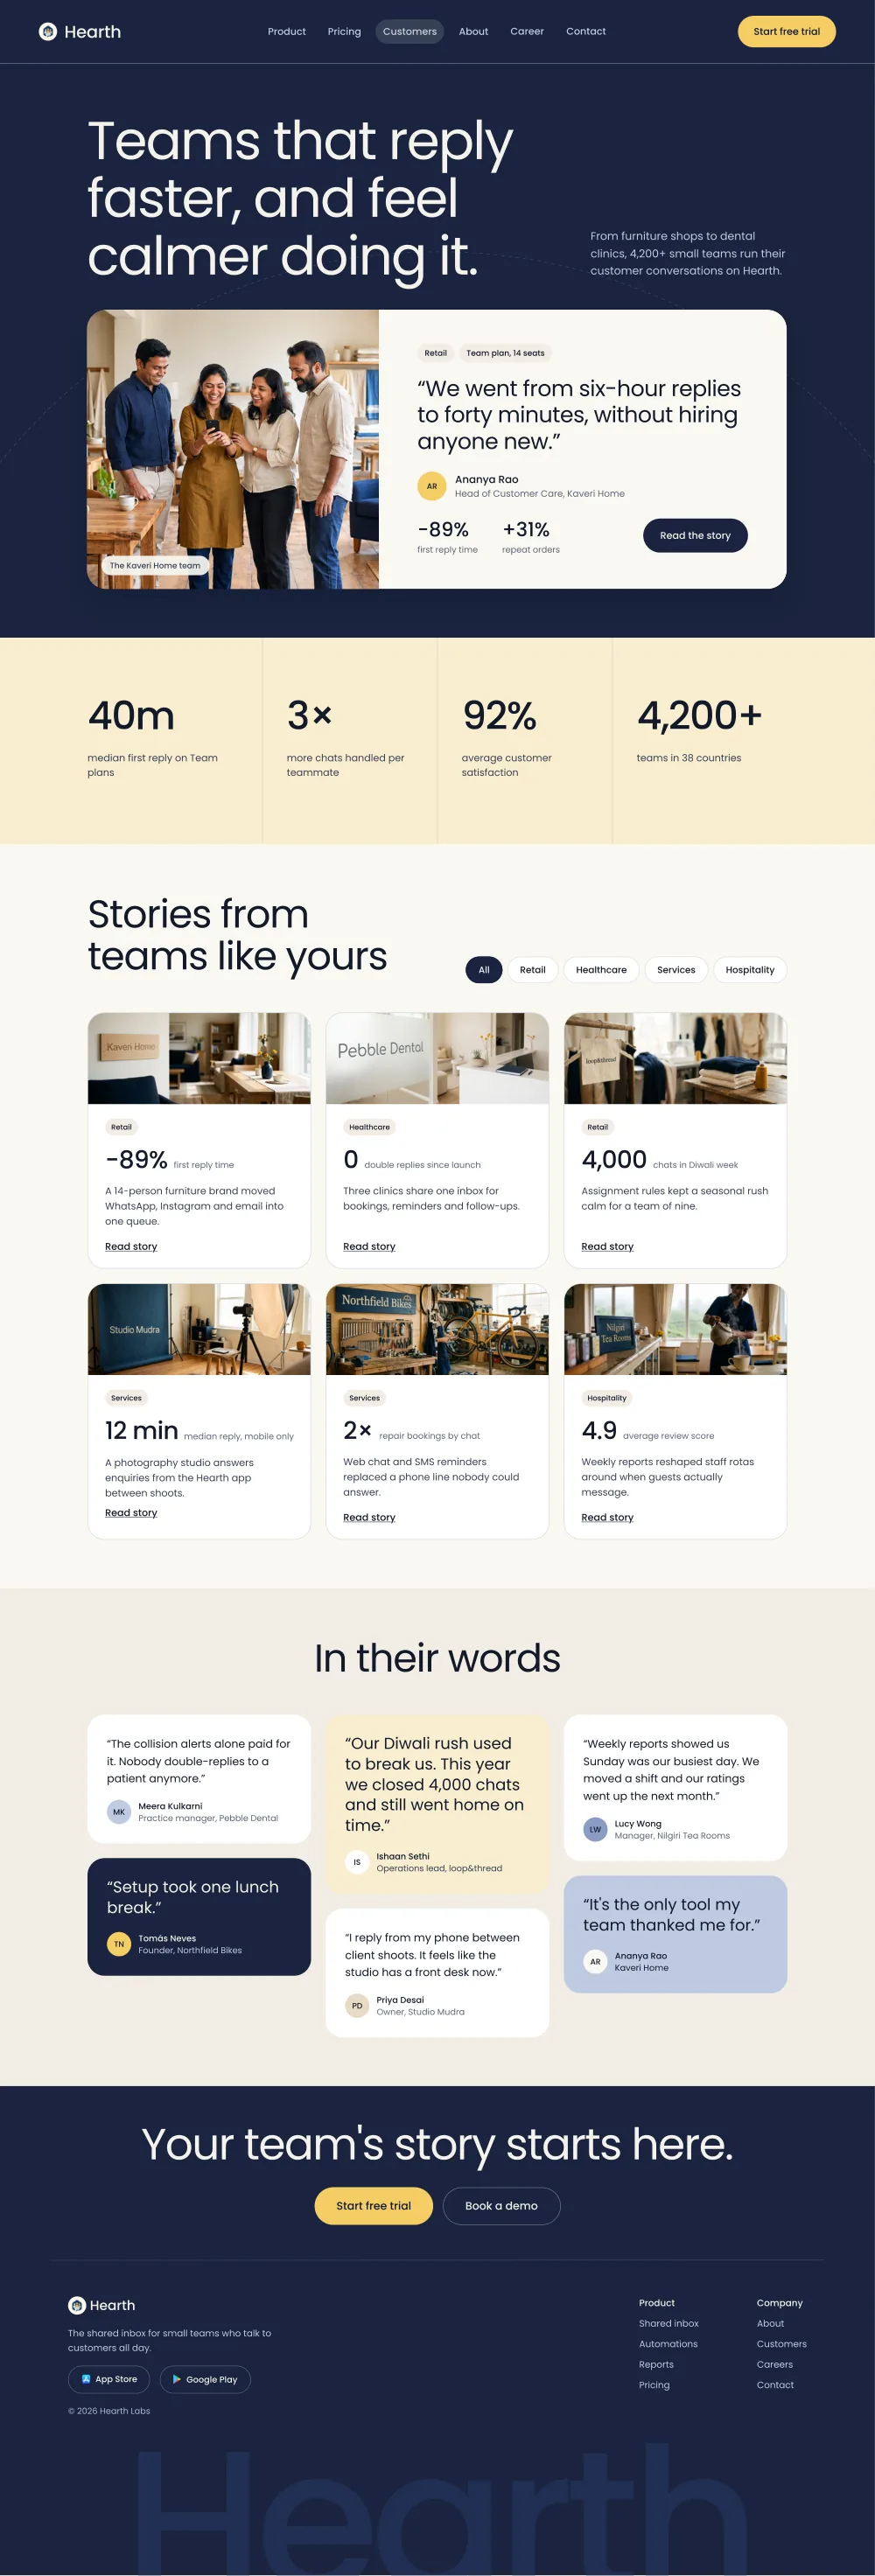 Hearth
Product
Pricing
Customers
About
Career
Contact
Start free trial
Teams that reply
faster, and feel
calmer doing it.
From furniture shops to dental
clinics, 4,200+ small teams run their
customer conversations on Hearth.
The Kaveri Home team
Retail
Team plan, 14 seats
“We went from six-hour replies
to forty minutes, without hiring
anyone new.”
AR
Ananya Rao
Head of Customer Care, Kaveri Home
-89%
first reply time
+31%
repeat orders
Read the story
40m
median first reply on Team
plans
3×
more chats handled per
teammate
92%
average customer
satisfaction
4,200+
teams in 38 countries
Stories from
teams like yours
All
Retail
Healthcare
Services
Hospitality
Kaveri Home
Retail
-89% first reply time
A 14-person furniture brand moved
WhatsApp, Instagram and email into
one queue.
Read story
Pebble Dental
Healthcare
0 double replies since launch
Three clinics share one inbox for
bookings, reminders and follow-ups.
Read story
loop&thread
Retail
4,000 chats in Diwali week
Assignment rules kept a seasonal rush
calm for a team of nine.
Read story
Studio Mudra
Services
12 min median reply, mobile only
A photography studio answers
enquiries from the Hearth app
between shoots.
Read story
Northfield Bikes
Services
2× repair bookings by chat
Web chat and SMS reminders
replaced a phone line nobody could
answer.
Read story
Nilgiri
Tea Rooms
Hospitality
4.9 average review score
Weekly reports reshaped staff rotas
around when guests actually
message.
Read story
In their words
“The collision alerts alone paid for
it. Nobody double-replies to a
patient anymore.”
MK
Meera Kulkarni
Practice manager, Pebble Dental
“Setup took one lunch
break.”
TN
Tomás Neves
Founder, Northfield Bikes
“Our Diwali rush used
to break us. This year
we closed 4,000 chats
and still went home on
time.”
IS
Ishaan Sethi
Operations lead, loop&thread
“I reply from my phone between
client shoots. It feels like the
studio has a front desk now.”
PD
Priya Desai
Owner, Studio Mudra
“Weekly reports showed us
Sunday was our busiest day. We
moved a shift and our ratings
went up the next month.”
LW
Lucy Wong
Manager, Nilgiri Tea Rooms
“It's the only tool my
team thanked me for.”
AR
Ananya Rao
Kaveri Home
Your team's story starts here.
Start free trial
Book a demo
Hearth
The shared inbox for small teams who talk to
customers all day.
App Store
Google Play
© 2026 Hearth Labs
Product
Shared inbox
Automations
Reports
Pricing
Company
About
Customers
Careers
Contact
Hearth